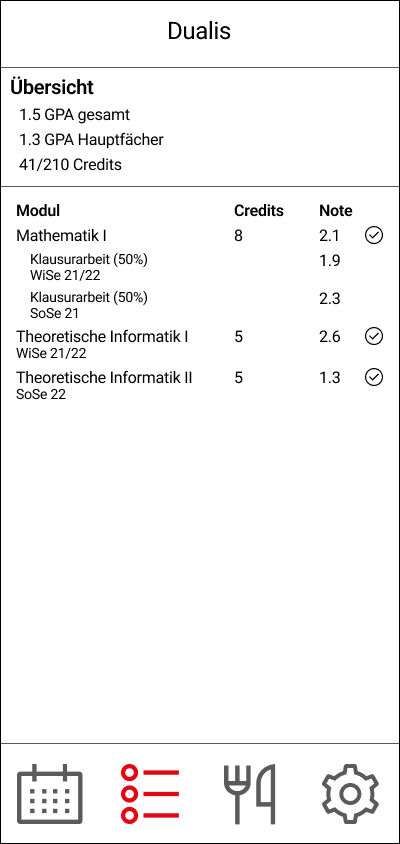 Dualis
Übersicht
1.5 GPA gesamt
1.3 GPA Hauptfächer
41/210 Credits
Modul Credits Note
Mathematik I 8 2.1
Klausurarbeit (50%) 1.9
WiSe 21/22
Klausurarbeit (50%) 2.3
SoSe 21
Theoretische Informatik I 5 2.6
WiSe 21/22
Theoretische Informatik II 5 1.3
SoSe 22